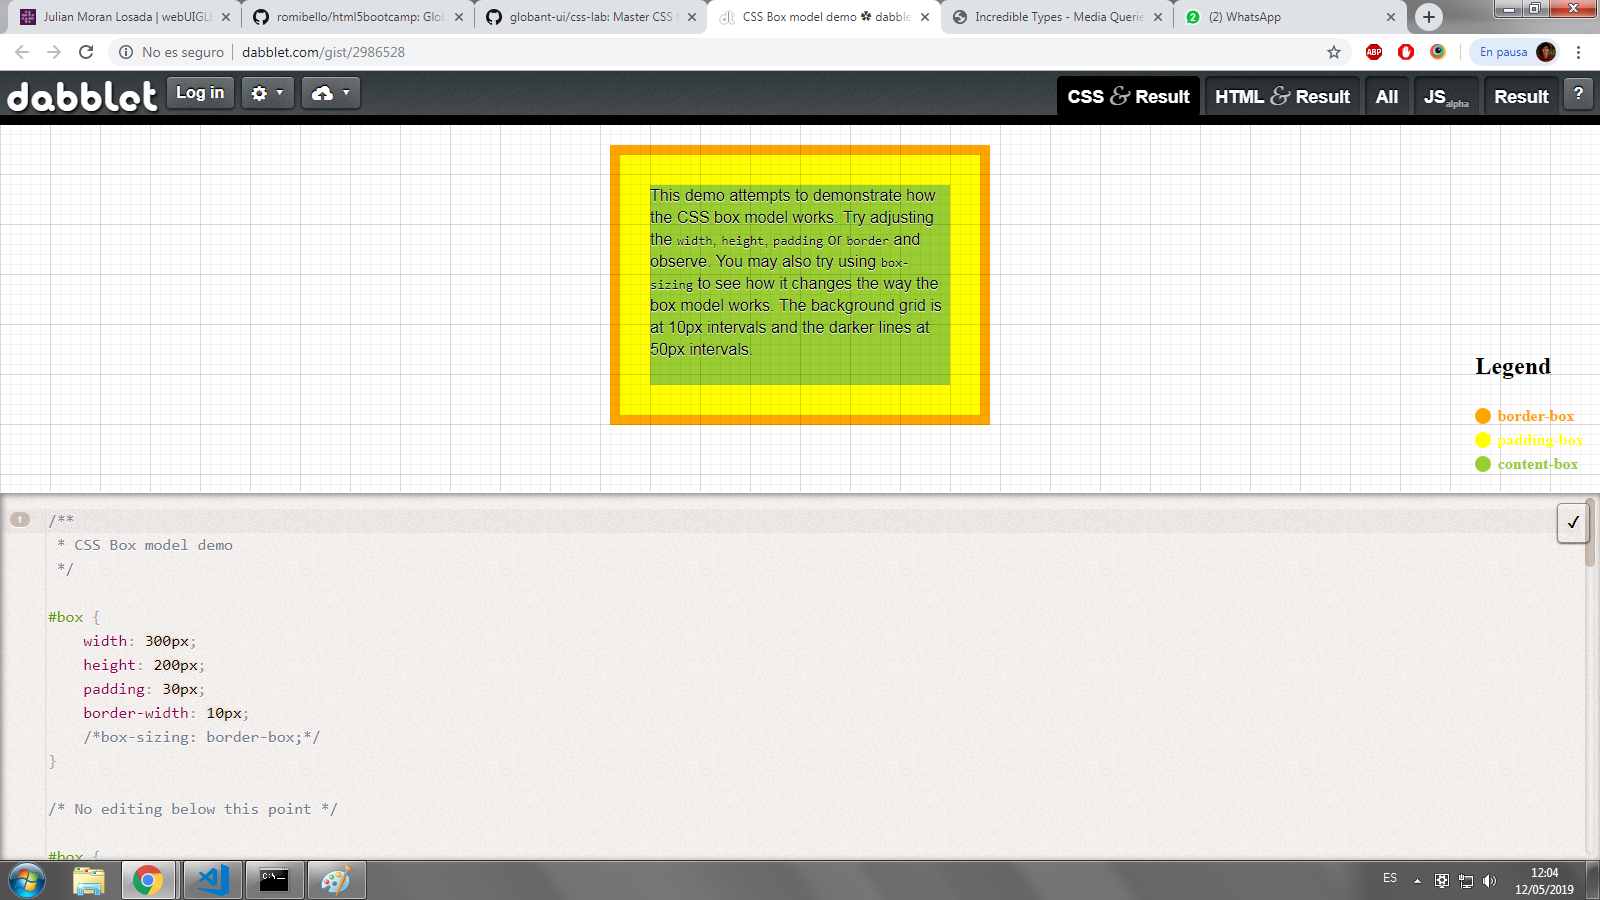 Julian Moran Losada | webUIGLE
romibello/html5bootcamp: Glob
globant-ui/css-lab: Master CSS
CSS Box model demo ✽ dabble
Incredible Types - Media Querie
(2) WhatsApp
No es seguro | dabblet.com/gist/2986528
ABP
En pausa
dabblet
Log in
CSS & Result
HTML & Result
All
JS alpha
Result
?
This demo attempts to demonstrate how
the CSS box model works. Try adjusting
the width, height, padding or border and
observe. You may also try using box-
sizing to see how it changes the way the
box model works. The background grid is
at 10px intervals and the darker lines at
50px intervals.
Legend
border-box
padding-box
content-box
1
/**
* CSS Box model demo
*/
#box {
width: 300px;
height: 200px;
padding: 30px;
border-width: 10px;
/*box-sizing: border-box;*/
}
/* No editing below this point */
#box {
C:\.
ES
12:04
12/05/2019